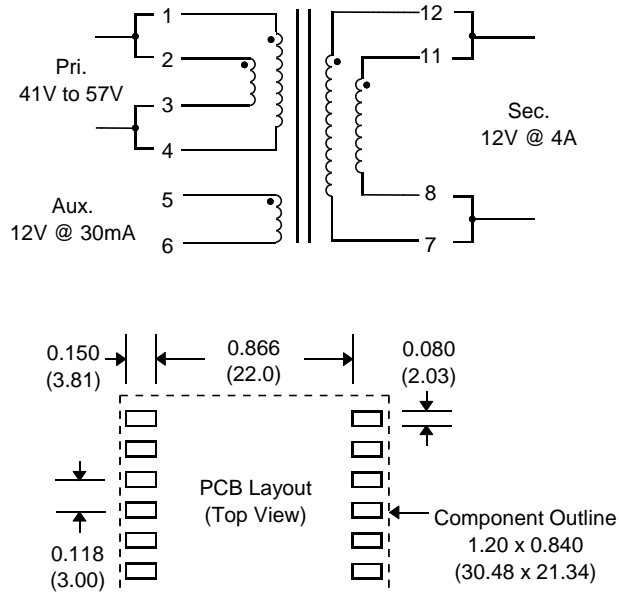 1
2
3
4
5
6
Pri.
41V to 57V
Aux.
12V @ 30mA
12
11
8
7
Sec.
12V @ 4A
0.150
(3.81)
0.866
(22.0)
0.080
(2.03)
PCB Layout
(Top View)
0.118
(3.00)
Component Outline
1.20 x 0.840
(30.48 x 21.34)